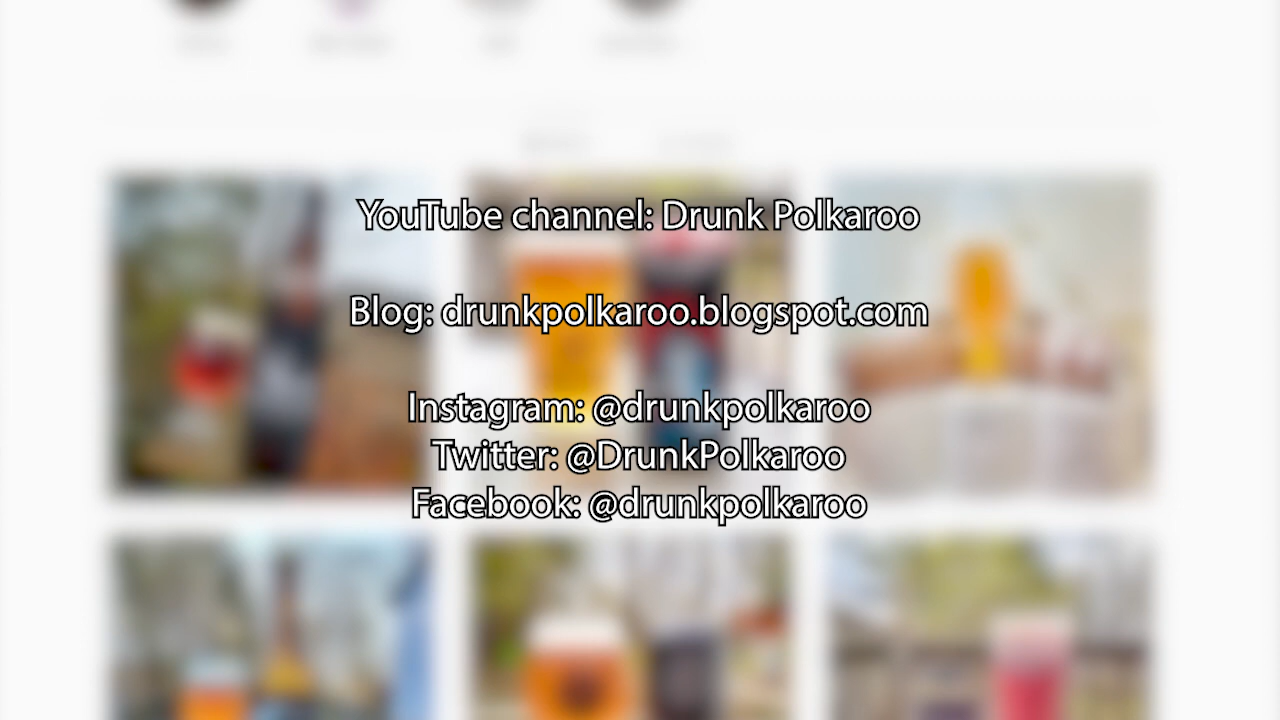 YouTube channel: Drunk Polkaroo
Blog: drunkpolkaroo.blogspot.com
Instagram: @drunkpolkaroo
Twitter: @DrunkPolkaroo
Facebook: @drunkpolkaroo